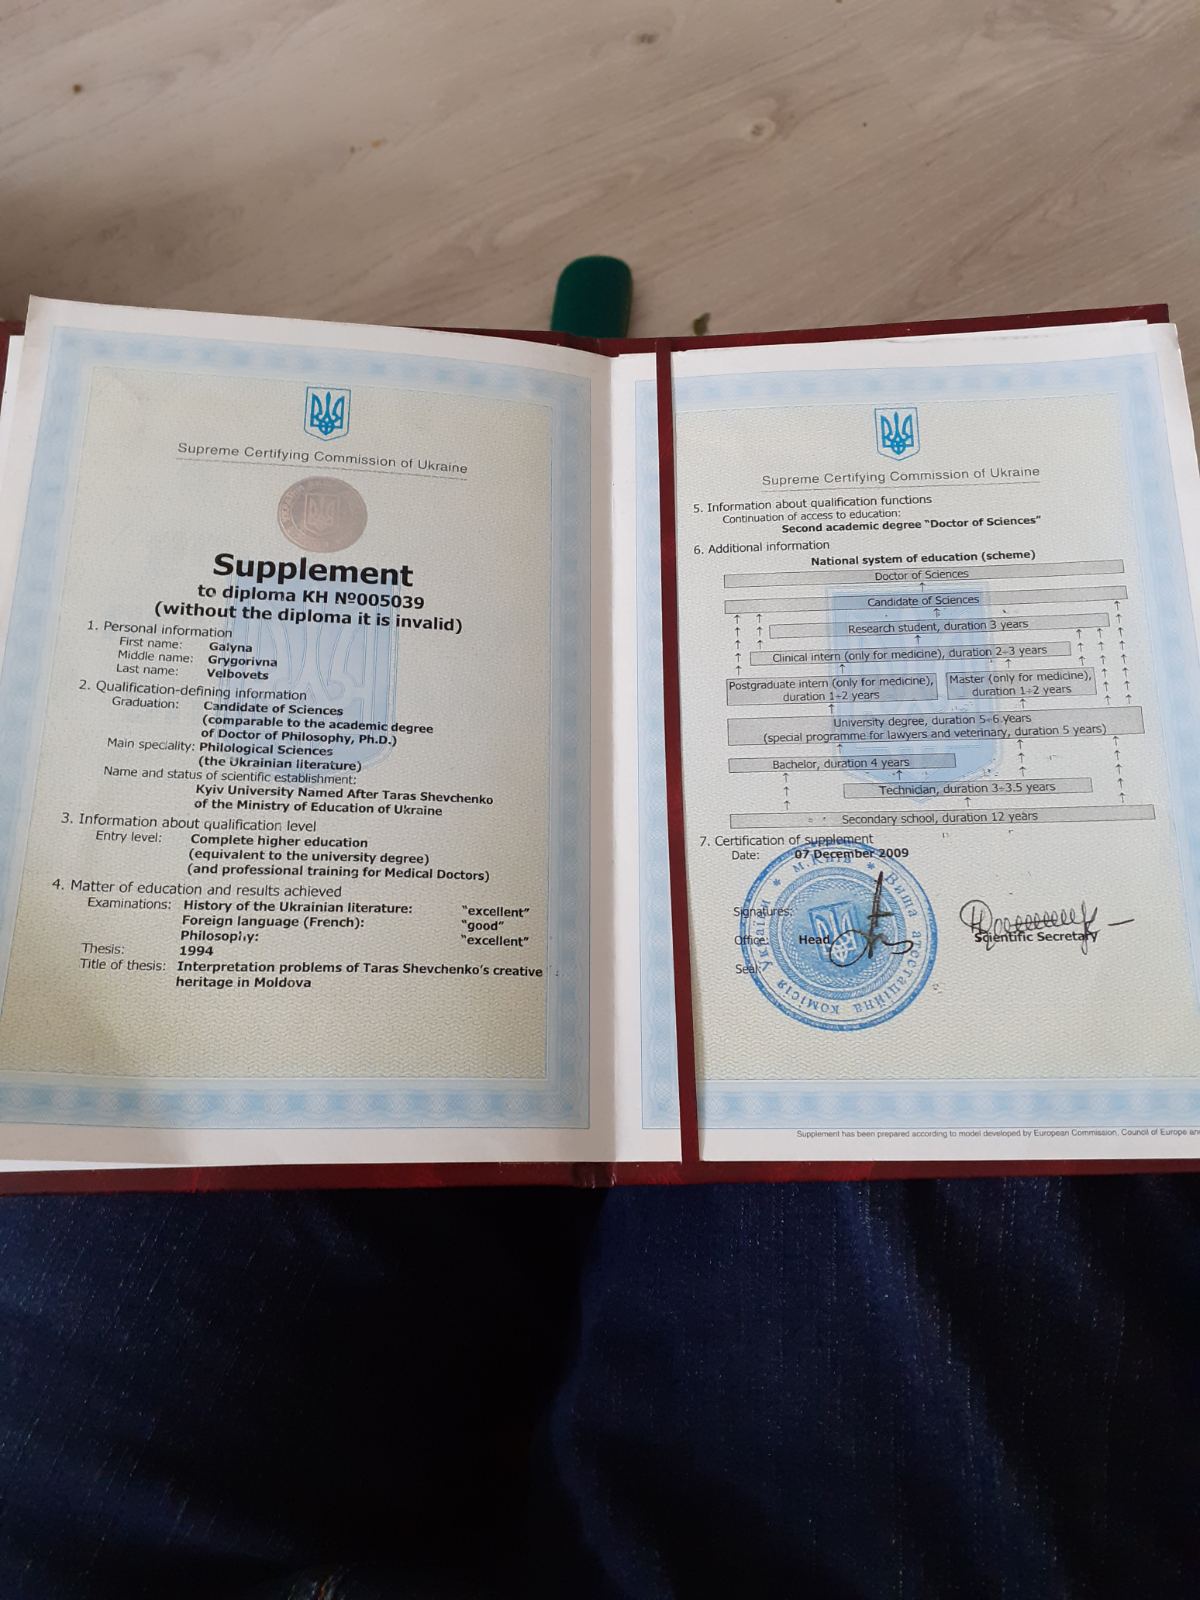 Supreme Certifying Commission of Ukraine
Supplement
to diploma KH №005039
(without the diploma it is invalid)
1. Personal information
First name: Galyna
Middle name: Grygorivna
Last name: Velbovets
2. Qualification-defining information
Graduation: Candidate of Sciences
(comparable to the academic degree
of Doctor of Philosophy, Ph.D.)
Main speciality: Philological Sciences
(the Ukrainian literature)
Name and status of scientific establishment:
Kyiv University Named After Taras Shevchenko
of the Ministry of Education of Ukraine
3. Information about qualification level
Entry level: Complete higher education
(equivalent to the university degree)
(and professional training for Medical Doctors)
4. Matter of education and results achieved
Examinations: History of the Ukrainian literature: "excellent"
Foreign language (French): "good"
Philosophy: "excellent"
Thesis: 1994
Title of thesis: Interpretation problems of Taras Shevchenko's creative
heritage in Moldova
Supreme Certifying Commission of Ukraine
5. Information about qualification functions
Continuation of access to education:
Second academic degree "Doctor of Sciences"
6. Additional information
National system of education (scheme)
Doctor of Sciences
Candidate of Sciences
Research student, duration 3 years
Clinical intern (only for medicine), duration 2÷3 years
Postgraduate intern (only for medicine),
duration 1÷2 years
Master (only for medicine),
duration 1÷2 years
University degree, duration 5÷6 years
(special programme for lawyers and veterinary, duration 5 years)
Bachelor, duration 4 years
Technician, duration 3÷3.5 years
Secondary school, duration 12 years
7. Certification of supplement
Date: 07 December 2009
Signatures:
Office: Head Scientific Secretary
Seal:
* м.Київ * Вища атестаційна комісія України
Supplement has been prepared according to model developed by European Commission, Council of Europe and